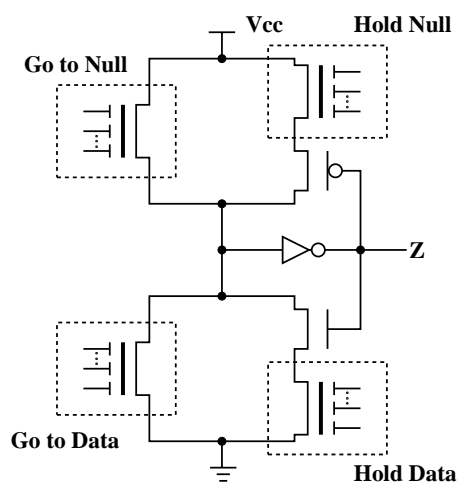 Vcc
Hold Null
Go to Null
Z
Go to Data
Hold Data